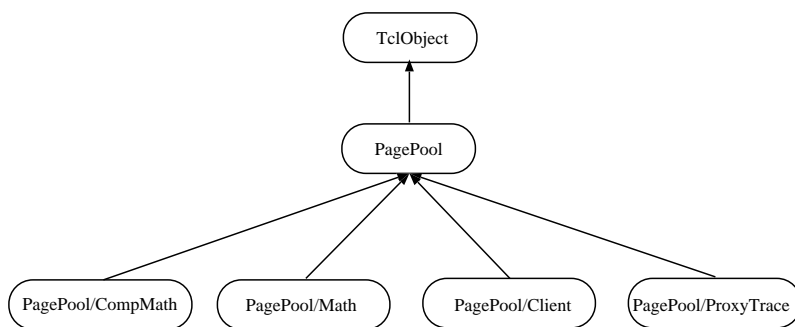 TclObject
PagePool
PagePool/CompMath
PagePool/Math
PagePool/Client
PagePool/ProxyTrace